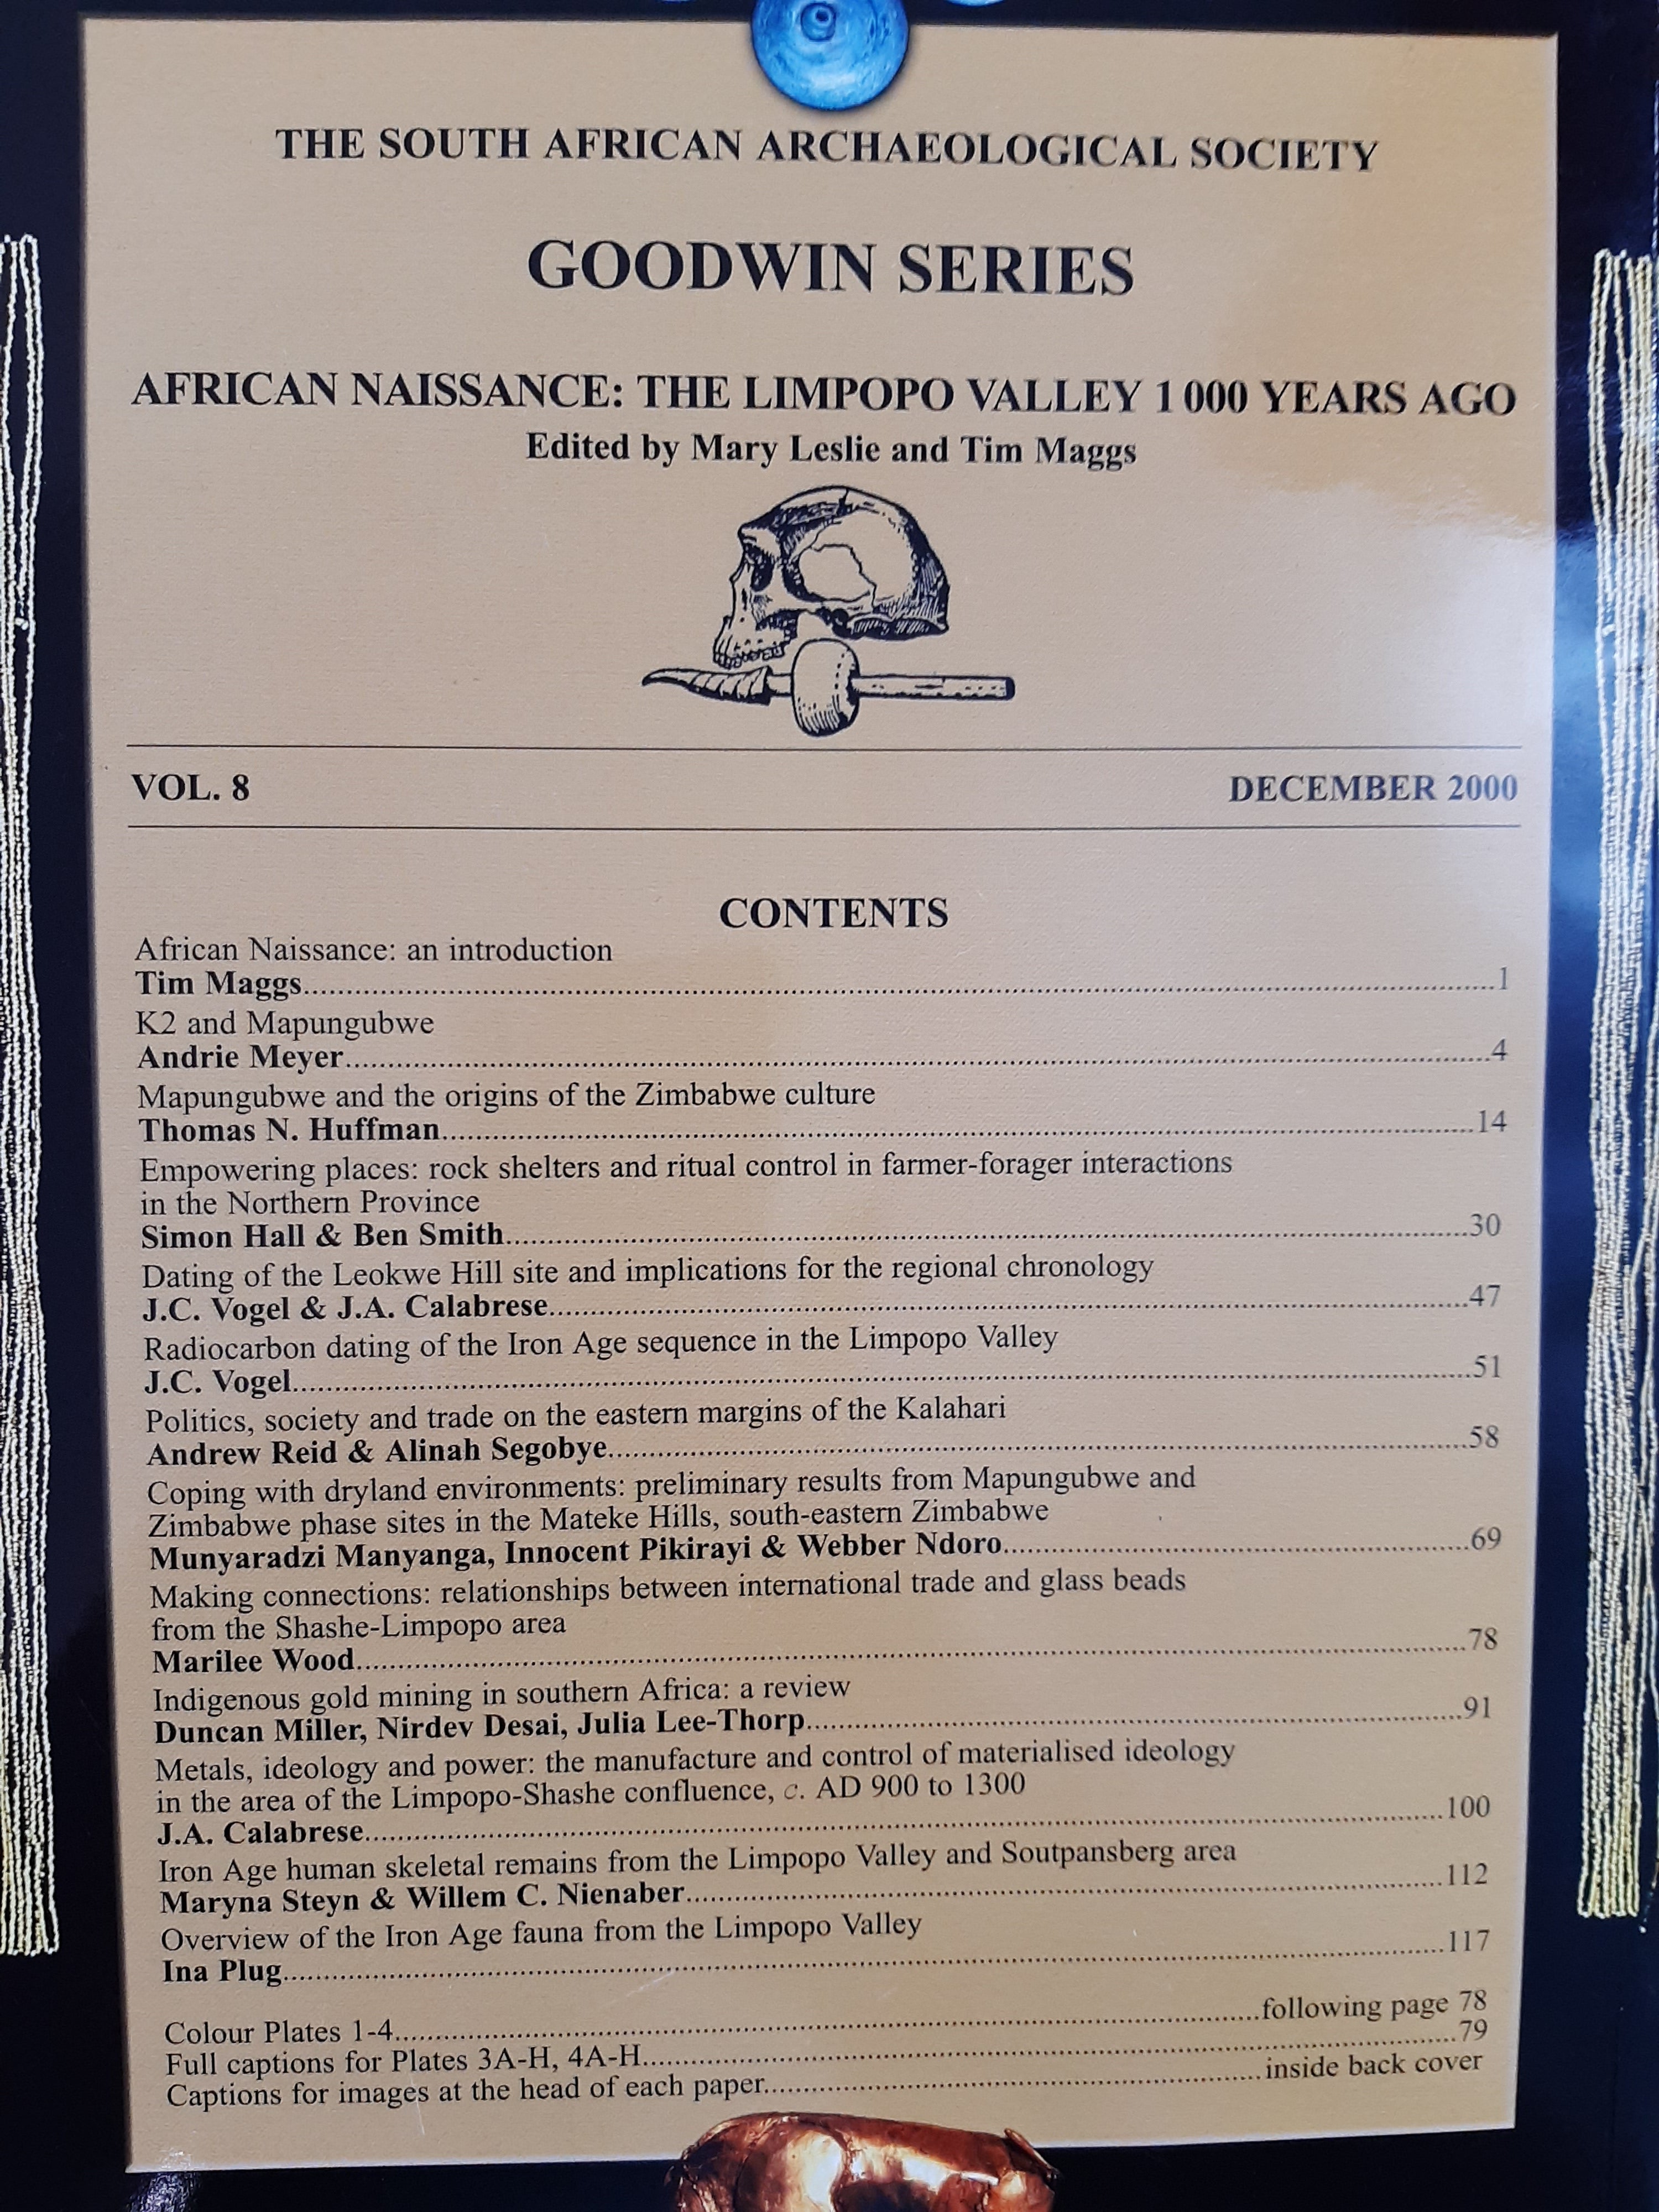 THE SOUTH AFRICAN ARCHAEOLOGICAL SOCIETY
GOODWIN SERIES
AFRICAN NAISSANCE: THE LIMPOPO VALLEY 1 000 YEARS AGO
Edited by Mary Leslie and Tim Maggs
VOL. 8 DECEMBER 2000
CONTENTS
African Naissance: an introduction
Tim Maggs....................1
K2 and Mapungubwe
Andrie Meyer....................4
Mapungubwe and the origins of the Zimbabwe culture
Thomas N. Huffman....................14
Empowering places: rock shelters and ritual control in farmer-forager interactions
in the Northern Province
Simon Hall & Ben Smith....................30
Dating of the Leokwe Hill site and implications for the regional chronology
J.C. Vogel & J.A. Calabrese....................47
Radiocarbon dating of the Iron Age sequence in the Limpopo Valley
J.C. Vogel....................51
Politics, society and trade on the eastern margins of the Kalahari
Andrew Reid & Alinah Segobye....................58
Coping with dryland environments: preliminary results from Mapungubwe and
Zimbabwe phase sites in the Mateke Hills, south-eastern Zimbabwe
Munyaradzi Manyanga, Innocent Pikirayi & Webber Ndoro....................69
Making connections: relationships between international trade and glass beads
from the Shashe-Limpopo area
Marilee Wood....................78
Indigenous gold mining in southern Africa: a review
Duncan Miller, Nirdev Desai, Julia Lee-Thorp....................91
Metals, ideology and power: the manufacture and control of materialised ideology
in the area of the Limpopo-Shashe confluence, c. AD 900 to 1300
J.A. Calabrese....................100
Iron Age human skeletal remains from the Limpopo Valley and Soutpansberg area
Maryna Steyn & Willem C. Nienaber....................112
Overview of the Iron Age fauna from the Limpopo Valley
Ina Plug....................117
Colour Plates 1-4....................following page 78
Full captions for Plates 3A-H, 4A-H....................79
Captions for images at the head of each paper....................inside back cover